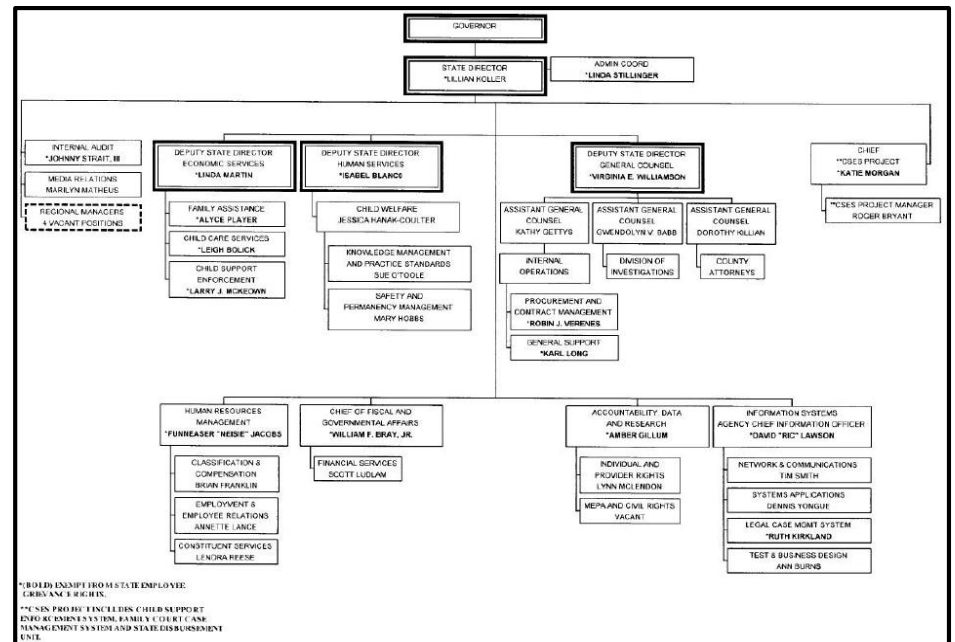 GOVERNOR
STATE DIRECTOR
*LILLIAN KOLLER
ADMIN COORD
*LINDA STILLINGER
INTERNAL AUDIT
*JOHNNY STRAIT, III
MEDIA RELATIONS
MARILYN MATHEUS
REGIONAL MANAGERS
4 VACANT POSITIONS
DEPUTY STATE DIRECTOR
ECONOMIC SERVICES
*LINDA MARTIN
FAMILY ASSISTANCE
*ALYCE PLAYER
CHILD CARE SERVICES
*LEIGH BOLICK
CHILD SUPPORT
ENFORCEMENT
*LARRY J. MCKEOWN
DEPUTY STATE DIRECTOR
HUMAN SERVICES
*ISABEL BLANCO
CHILD WELFARE
JESSICA HANAK-COULTER
KNOWLEDGE MANAGEMENT
AND PRACTICE STANDARDS
SUE O'TOOLE
SAFETY AND
PERMANENCY MANAGEMENT
MARY HOBBS
DEPUTY STATE DIRECTOR
GENERAL COUNSEL
*VIRGINIA E. WILLIAMSON
ASSISTANT GENERAL
COUNSEL
KATHY GETTYS
INTERNAL
OPERATIONS
PROCUREMENT AND
CONTRACT MANAGEMENT
*ROBIN J. VERENES
GENERAL SUPPORT
*KARL LONG
ASSISTANT GENERAL
COUNSEL
GWENDOLYN V. BABB
DIVISION OF
INVESTIGATIONS
ASSISTANT GENERAL
COUNSEL
DOROTHY KILLIAN
COUNTY
ATTORNEYS
CHIEF
**CSES PROJECT
*KATIE MORGAN
**CSES PROJECT MANAGER
ROGER BRYANT
HUMAN RESOURCES
MANAGEMENT
*FUNNEASER "NEISIE" JACOBS
CLASSIFICATION &
COMPENSATION
BRIAN FRANKLIN
EMPLOYMENT &
EMPLOYEE RELATIONS
ANNETTE LANCE
CONSTITUENT SERVICES
LENORA REESE
CHIEF OF FISCAL AND
GOVERNMENTAL AFFAIRS
*WILLIAM F. BRAY, JR.
FINANCIAL SERVICES
SCOTT LUDLAM
ACCOUNTABILITY, DATA
AND RESEARCH
*AMBER GILLUM
INDIVIDUAL AND
PROVIDER RIGHTS
LYNN MCLENDON
MEPA AND CIVIL RIGHTS
VACANT
INFORMATION SYSTEMS
AGENCY CHIEF INFORMATION OFFICER
*DAVID "RIC" LAWSON
NETWORK & COMMUNICATIONS
TIM SMITH
SYSTEMS APPLICATIONS
DENNIS YONGUE
LEGAL CASE MGMT SYSTEM
*RUTH KIRKLAND
TEST & BUSINESS DESIGN
ANN BURNS
*(BOLD) EXEMPT FROM STATE EMPLOYEE
GRIEVANCE RIGHTS.
**CSES PROJECT INCLUDES CHILD SUPPORT
ENFORCEMENT SYSTEM, FAMILY COURT CASE
MANAGEMENT SYSTEM AND STATE DISBURSEMENT
UNIT.